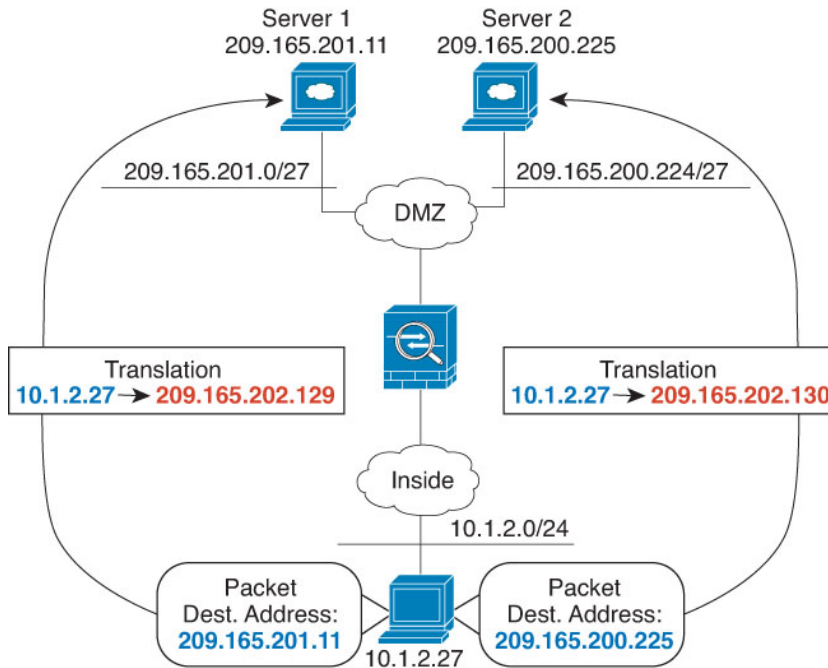 Server 1
209.165.201.11
Server 2
209.165.200.225
209.165.201.0/27
209.165.200.224/27
DMZ
Translation
10.1.2.27 → 209.165.202.129
Translation
10.1.2.27 → 209.165.202.130
Inside
10.1.2.0/24
Packet
Dest. Address:
209.165.201.11
Packet
Dest. Address:
209.165.200.225
10.1.2.27